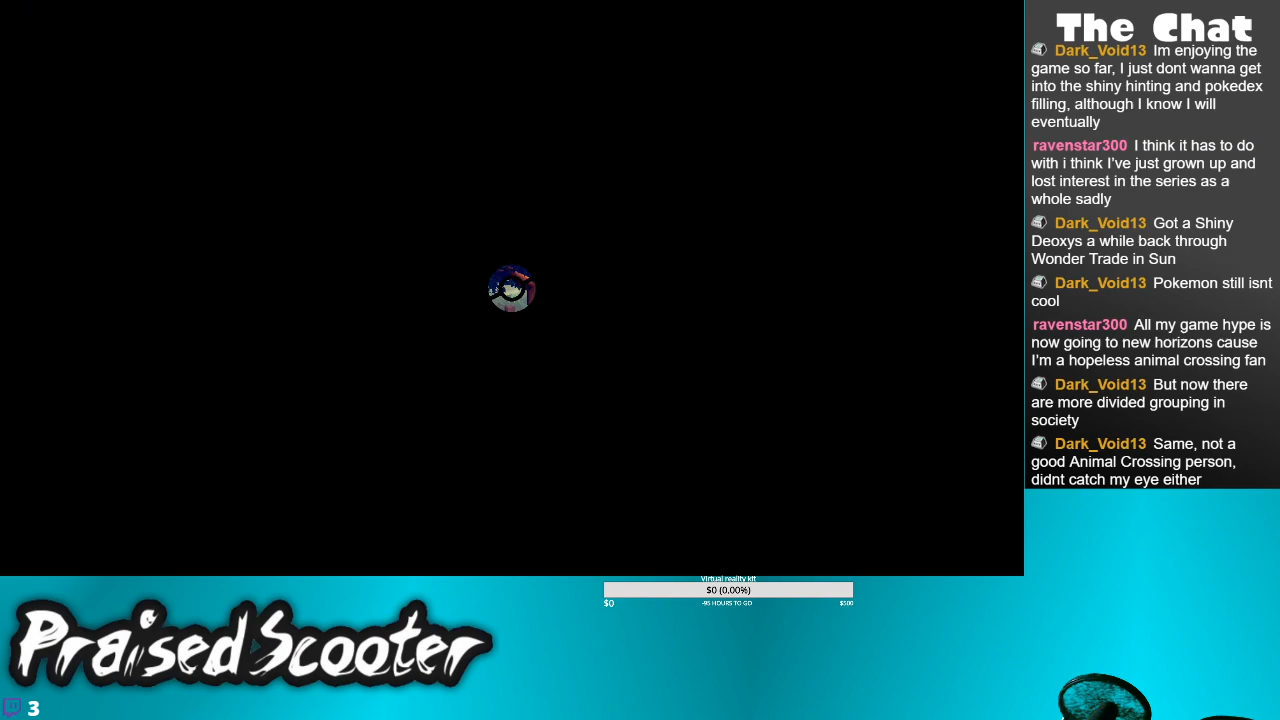 The Chat
Dark_Void13 Im enjoying the
game so far, I just dont wanna get
into the shiny hinting and pokedex
filling, although I know I will
eventually
ravenstar300 I think it has to do
with i think I've just grown up and
lost interest in the series as a
whole sadly
Dark_Void13 Got a Shiny
Deoxys a while back through
Wonder Trade in Sun
Dark_Void13 Pokemon still isnt
cool
ravenstar300 All my game hype is
now going to new horizons cause
I'm a hopeless animal crossing fan
Dark_Void13 But now there
are more divided grouping in
society
Dark_Void13 Same, not a
good Animal Crossing person,
didnt catch my eye either
Virtual reality kit
$0 (0.00%)
$0 -95 HOURS TO GO $500
PraisedScooter
3